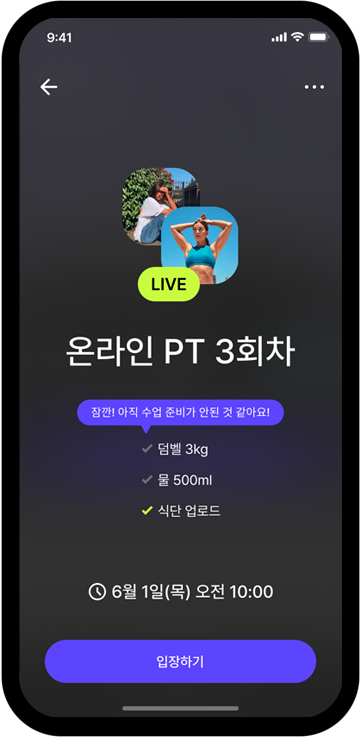 9:41
LIVE
온라인 PT 3회차
잠깐! 아직 수업 준비가 안된 것 같아요!
덤벨 3kg
물 500ml
식단 업로드
6월 1일(목) 오전 10:00
입장하기